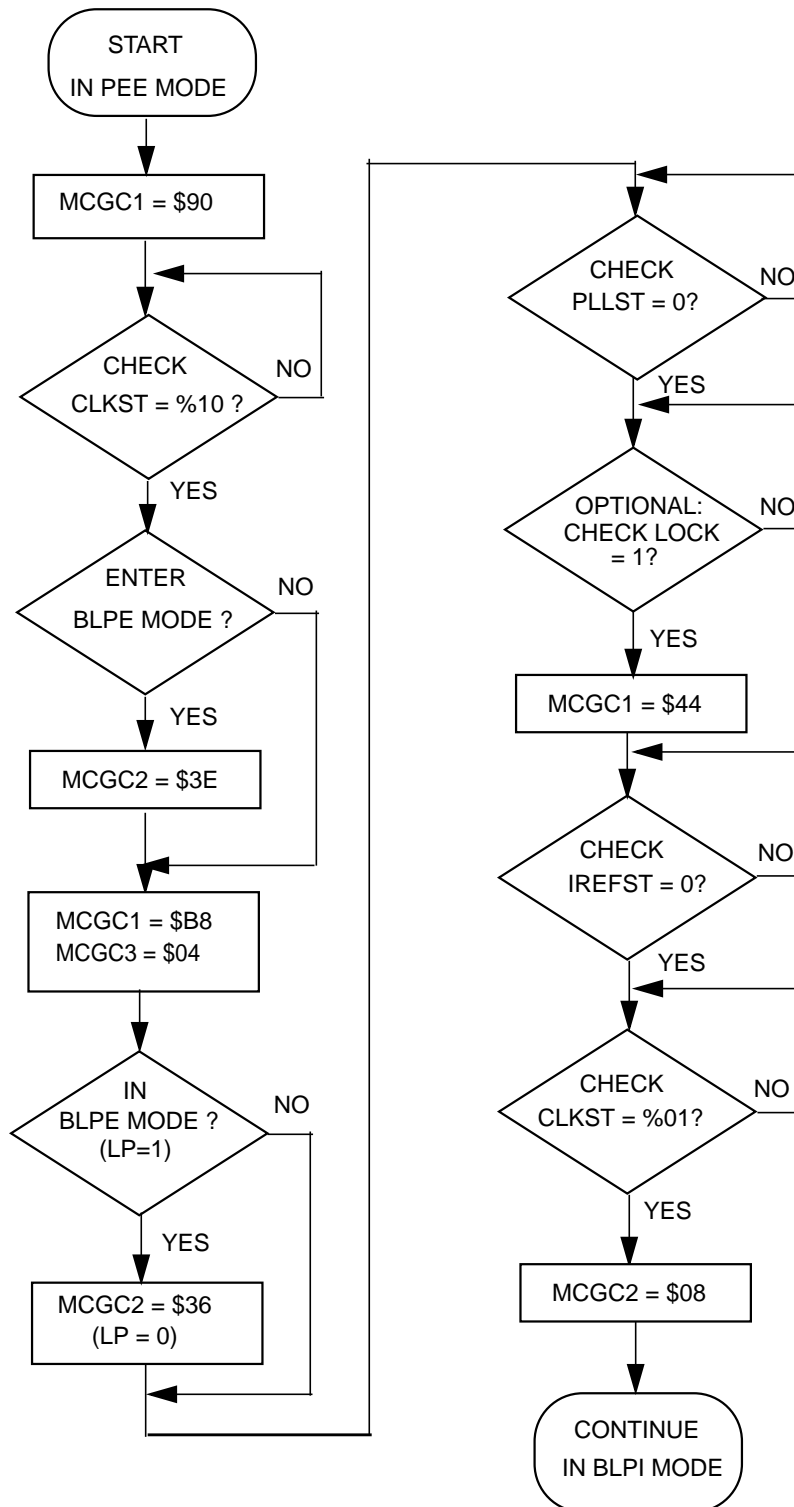 START
IN PEE MODE
MCGC1 = $90
CHECK
CLKST = %10 ?
NO
YES
ENTER
BLPE MODE ?
NO
YES
MCGC2 = $3E
MCGC1 = $B8
MCGC3 = $04
IN
BLPE MODE ?
(LP=1)
NO
YES
MCGC2 = $36
(LP = 0)
CHECK
PLLST = 0?
NO
YES
OPTIONAL:
CHECK LOCK
= 1?
NO
YES
MCGC1 = $44
CHECK
IREFST = 0?
NO
YES
CHECK
CLKST = %01?
NO
YES
MCGC2 = $08
CONTINUE
IN BLPI MODE